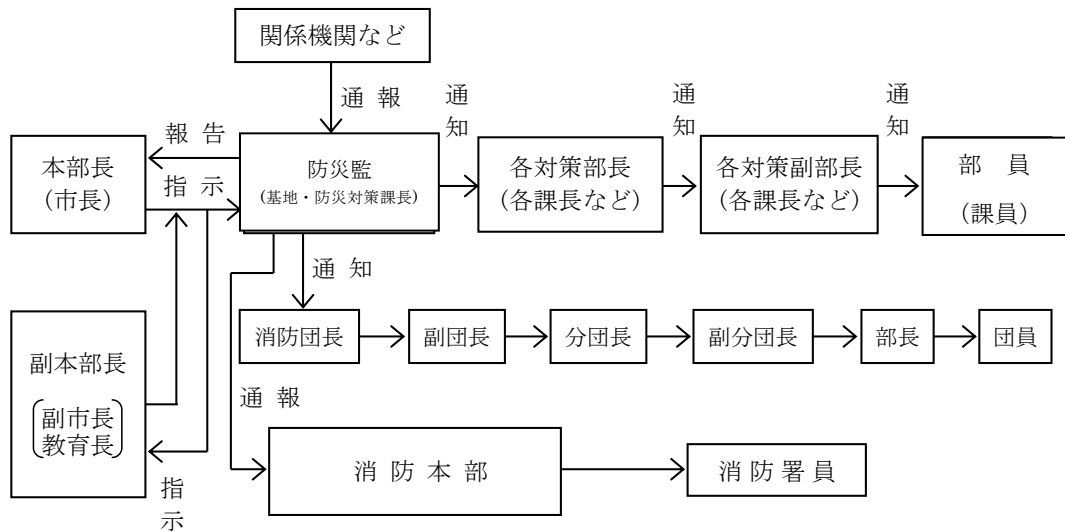 関係機関など
通 報
通知
通知
通知
報 告
本部長
（市長）
指 示
防災監
（基地・防災対策課長）
各対策部長
（各課長など）
各対策副部長
（各課長など）
部　員
（課員）
通 知
消防団長
副団長
分団長
副分団長
部長
団員
副本部長
副市長
教育長
通 報
消 防 本 部
消 防 署 員
指示